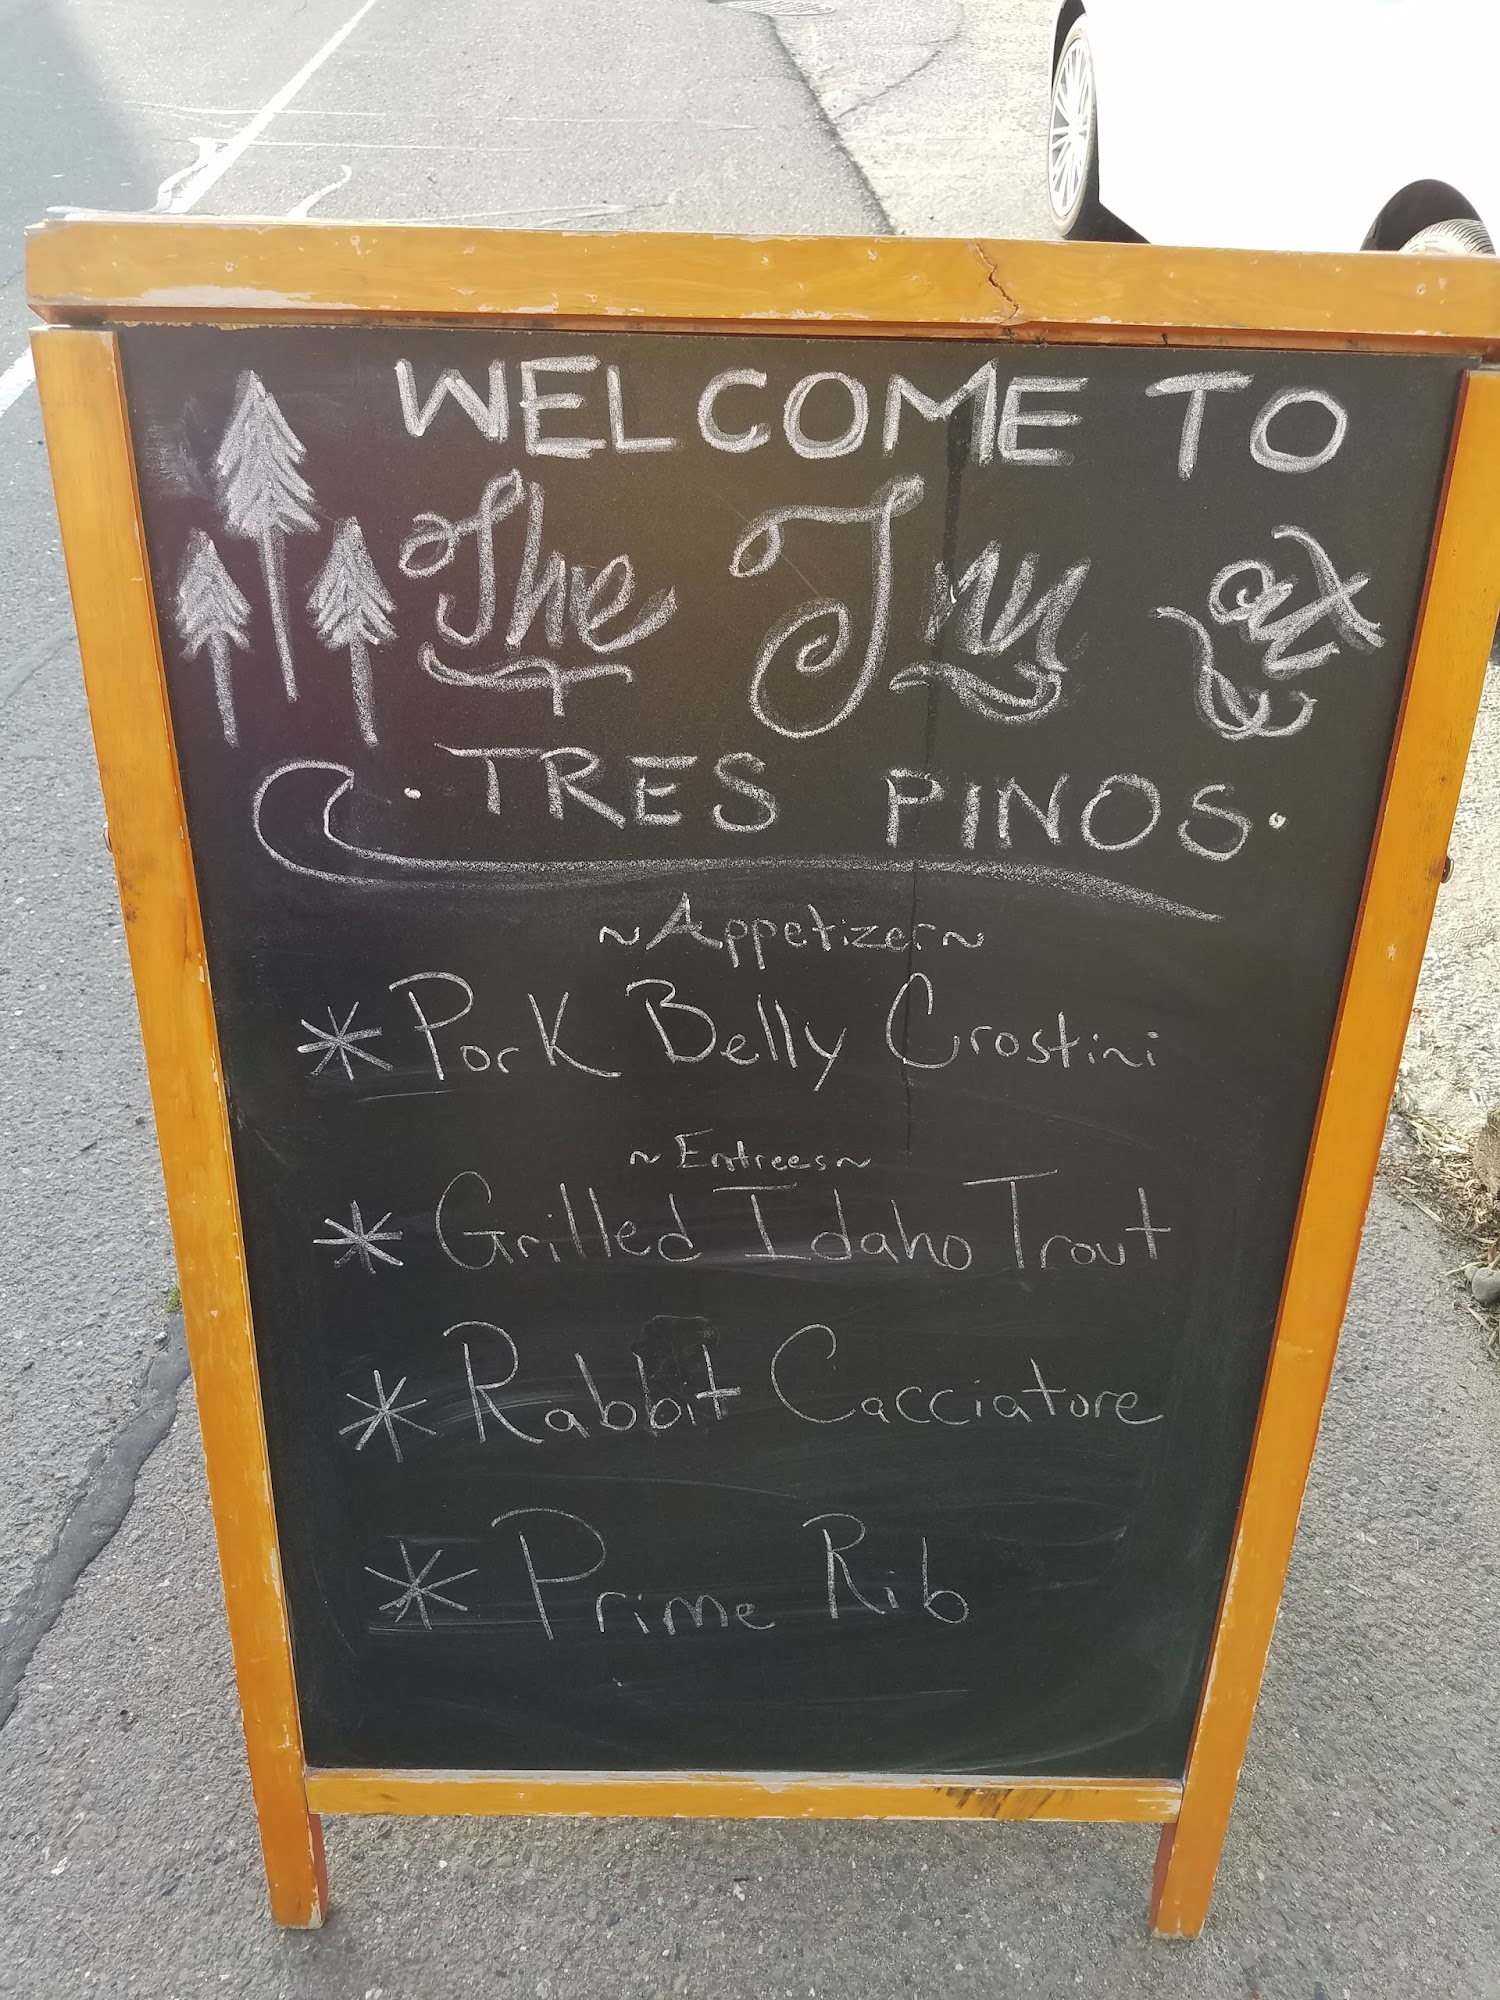 WELCOME TO
The Inn at
· TRES PINOS ·
~Appetizer~
* Pork Belly Crostini
~Entrees~
* Grilled Idaho Trout
* Rabbit Cacciatore
* Prime Rib